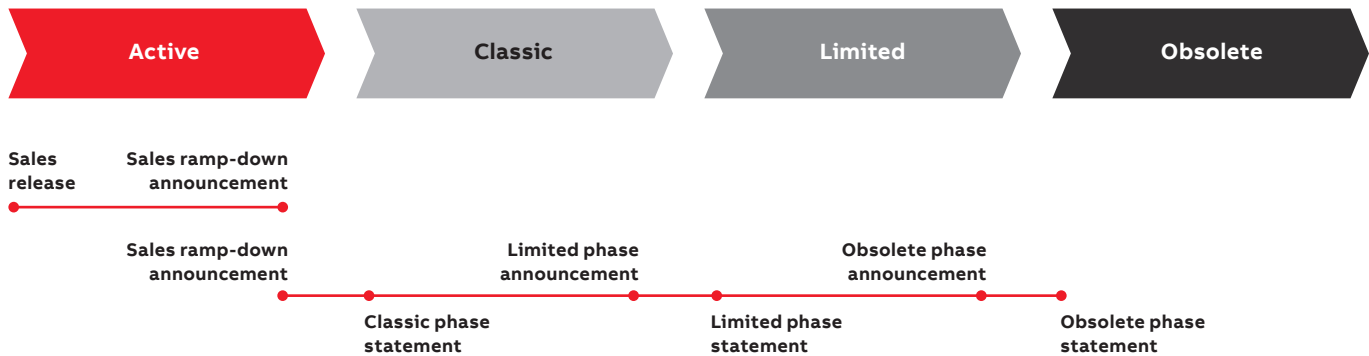 Active
Classic
Limited
Obsolete
Sales
release
Sales ramp-down
announcement
Sales ramp-down
announcement
Limited phase
announcement
Obsolete phase
announcement
Classic phase
statement
Limited phase
statement
Obsolete phase
statement